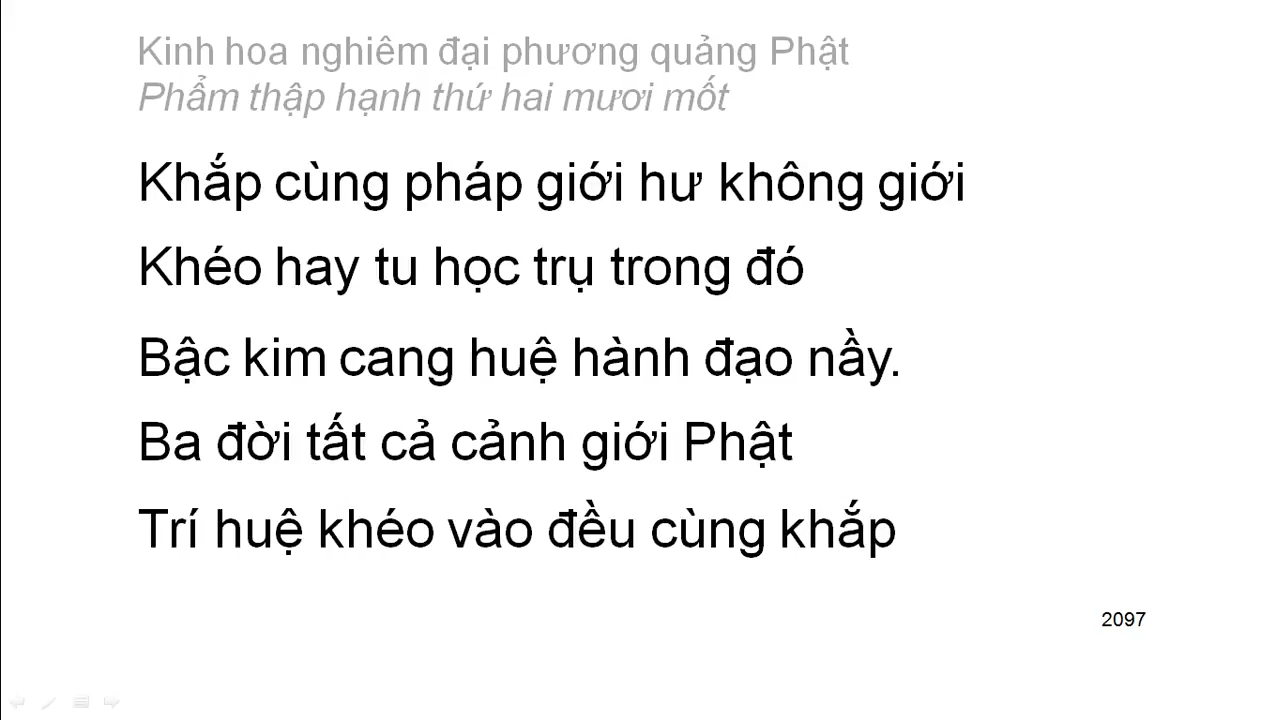 Kinh hoa nghiêm đại phương quảng Phật
Phẩm thập hạnh thứ hai mươi mốt
Khắp cùng pháp giới hư không giới
Khéo hay tu học trụ trong đó
Bậc kim cang huệ hành đạo nầy.
Ba đời tất cả cảnh giới Phật
Trí huệ khéo vào đều cùng khắp
2097